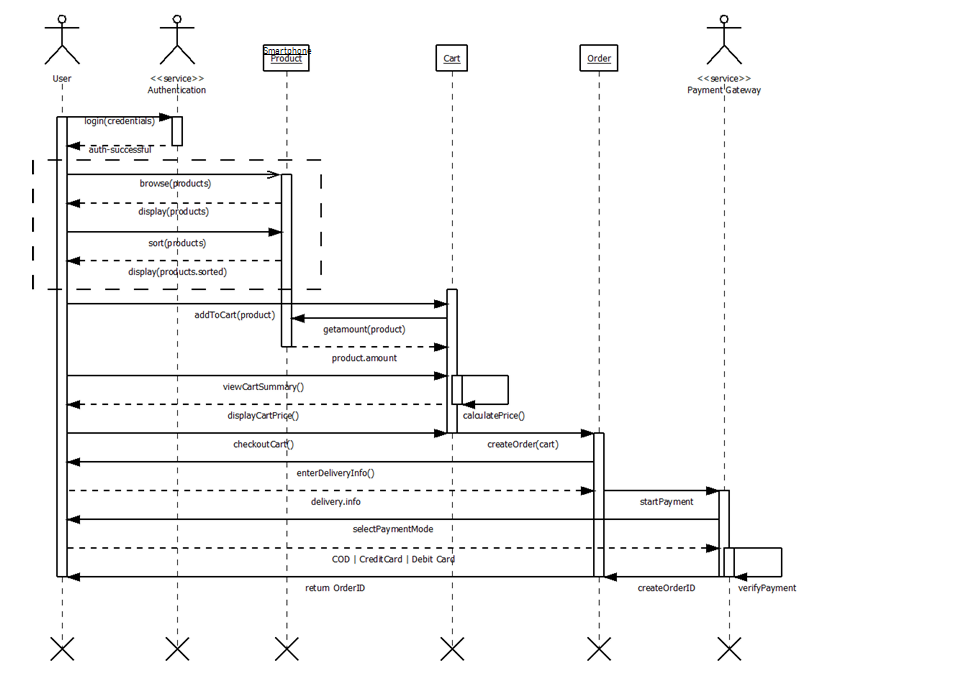 Smartphone
Product
Cart
Order
User
<<service>>
Authentication
<<service>>
Payment Gateway
login(credentials)
auth-successful
browse(products)
display(products)
sort(products)
display(products.sorted)
addToCart(product)
getamount(product)
product.amount
viewCartSummary()
displayCartPrice()
calculatePrice()
checkoutCart()
createOrder(cart)
enterDeliveryInfo()
delivery.info
startPayment
selectPaymentMode
COD | CreditCard | Debit Card
return OrderID
createOrderID
verifyPayment